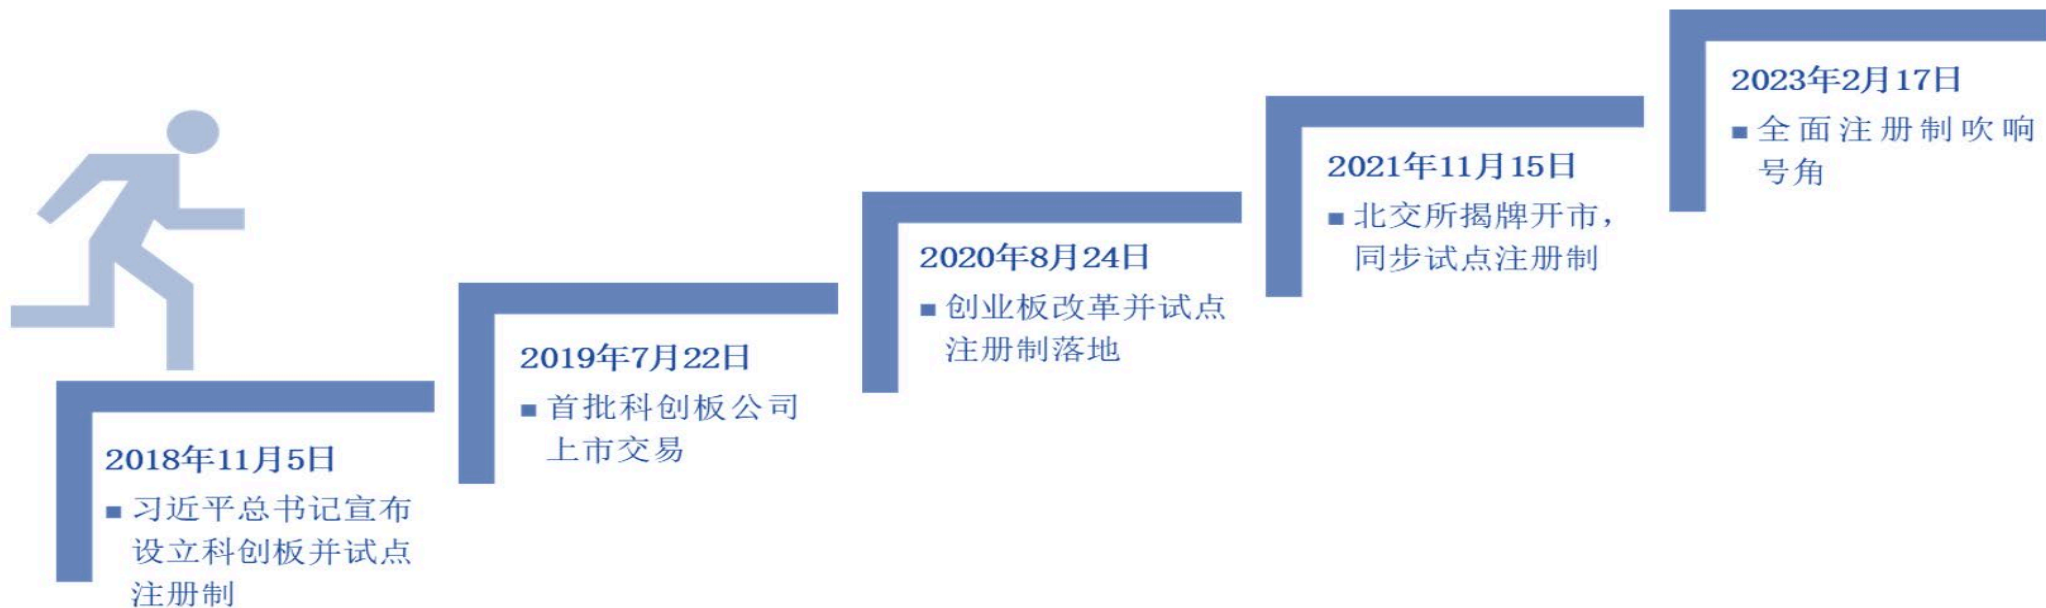 2018年11月5日
■ 习近平总书记宣布
设立科创板并试点
注册制
2019年7月22日
■ 首批科创板公司
上市交易
2020年8月24日
■ 创业板改革并试点
注册制落地
2021年11月15日
■ 北交所揭牌开市，
同步试点注册制
2023年2月17日
■ 全面注册制吹响
号角